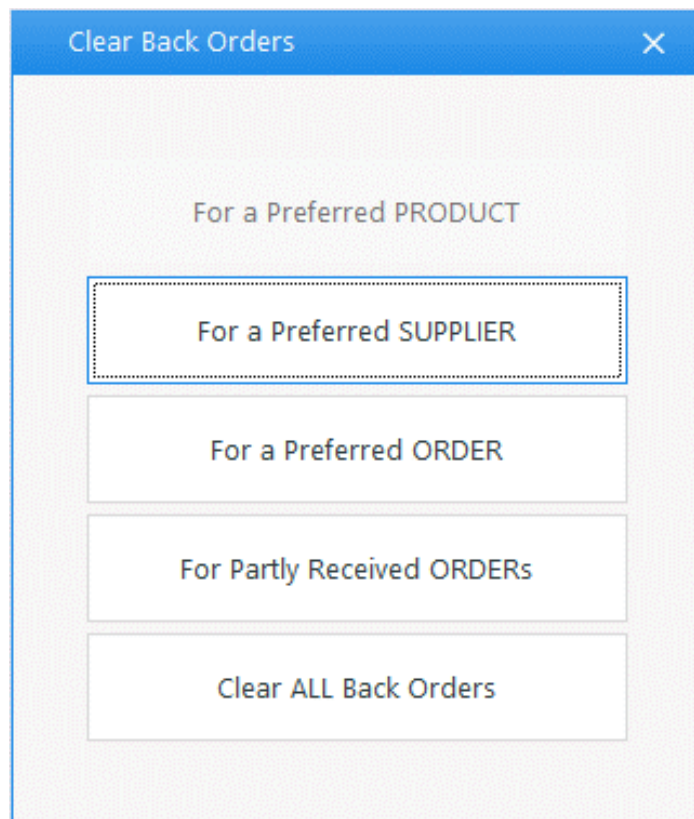 Clear Back Orders
For a Preferred PRODUCT
For a Preferred SUPPLIER
For a Preferred ORDER
For Partly Received ORDERs
Clear ALL Back Orders